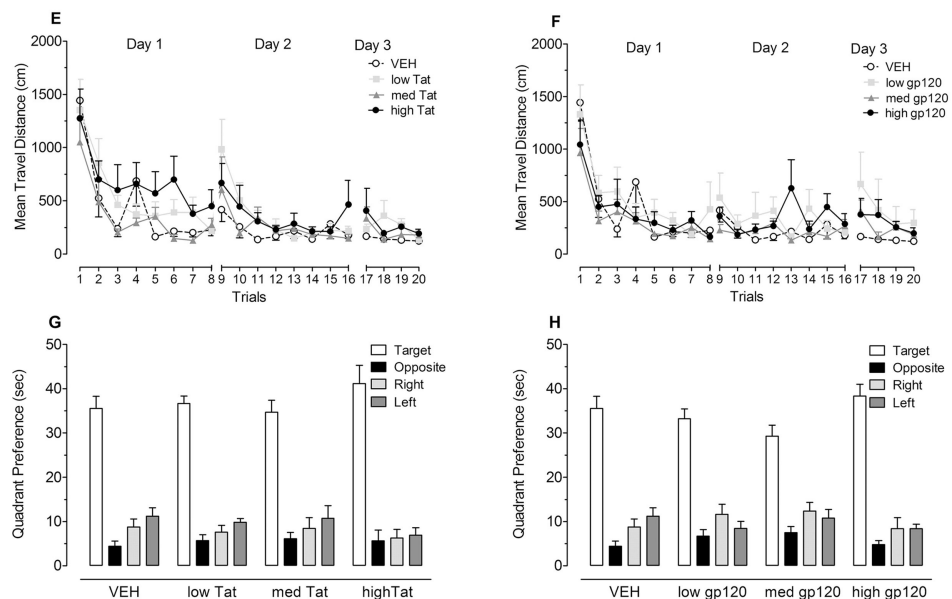 E
Mean Travel Distance (cm)
2000
1500
1000
500
0
Day 1
Day 2
Day 3
VEH
low Tat
med Tat
high Tat
1 2 3 4 5 6 7 8 9 10 11 12 13 14 15 16 17 18 19 20
Trials
F
Mean Travel Distance (cm)
2000
1500
1000
500
0
Day 1
Day 2
Day 3
VEH
low gp120
med gp120
high gp120
1 2 3 4 5 6 7 8 9 10 11 12 13 14 15 16 17 18 19 20
Trials
G
Quadrant Preference (sec)
50
40
30
20
10
0
Target
Opposite
Right
Left
VEH low Tat med Tat highTat
H
Quadrant Preference (sec)
50
40
30
20
10
0
Target
Opposite
Right
Left
VEH low gp120 med gp120 high gp120